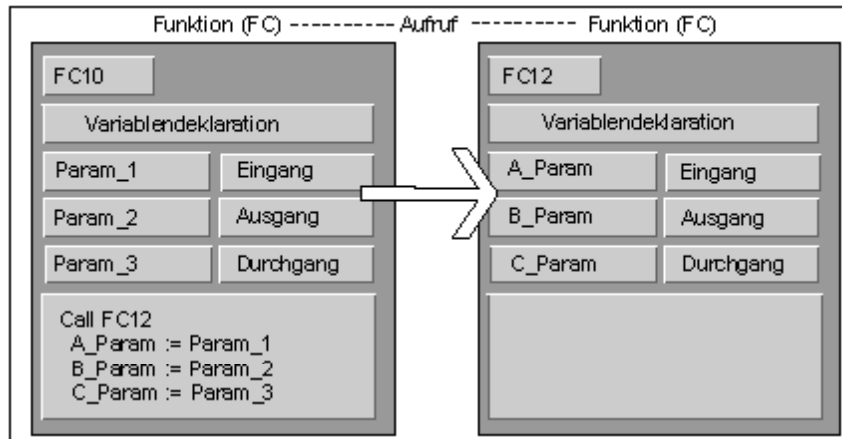 Funktion (FC) ----------- Aufruf ----------- Funktion (FC)
FC10
Variablendeklaration
Param_1 Eingang
Param_2 Ausgang
Param_3 Durchgang
Call FC12
A_Param := Param_1
B_Param := Param_2
C_Param := Param_3
FC12
Variablendeklaration
A_Param Eingang
B_Param Ausgang
C_Param Durchgang